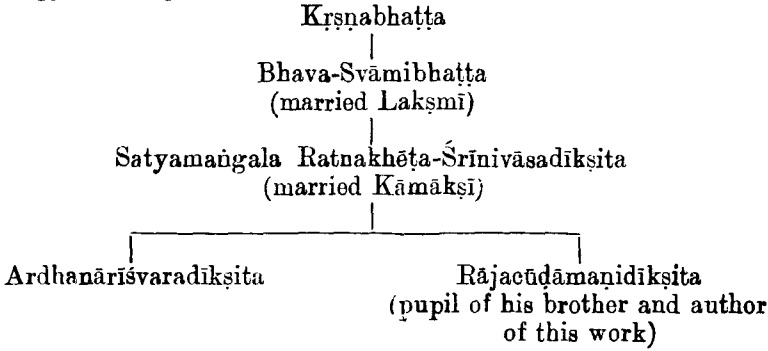 Kṛṣṇabhaṭṭa
Bhava-Svāmibhaṭṭa
(married Lakṣmī)
Satyamaṅgala Ratnakhēṭa-Śrīnivāsadīkṣita
(married Kāmākṣī)
Ardhanārīśvaradīkṣita Rājacūḍāmaṇidīkṣita
(pupil of his brother and author
of this work)